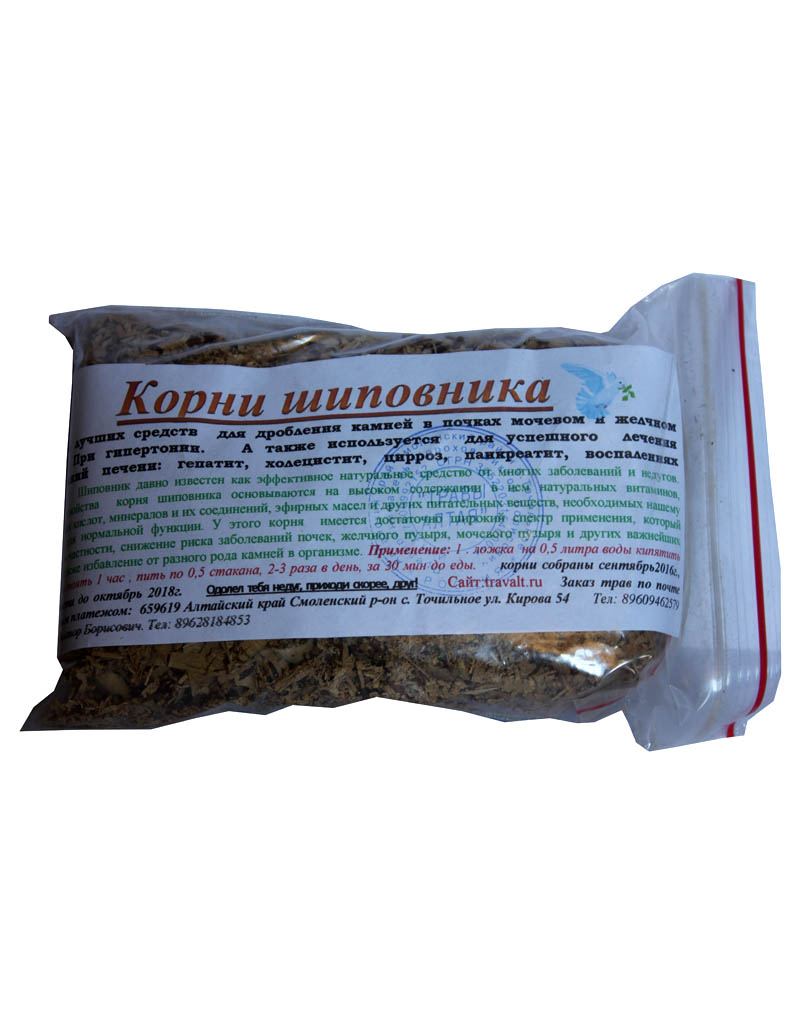 Корни шиповника
лучших средств для дробления камней в почках мочевом и желчном
При гипертонии. А также используется для успешного лечения
ний печени: гепатит, холецистит, цирроз, панкреатит, воспалениях
Шиповник давно известен как эффективное натуральное средство от многих заболеваний и недугов.
йства корня шиповника основываются на высоком содержании в нем натуральных витаминов,
кислот, минералов и их соединений, эфирных масел и других питательных веществ, необходимых нашему
нормальной функции. У этого корня имеется достаточно широкий спектр применения, который
астности, снижение риска заболеваний почек, желчного пузыря, мочевого пузыря и других важнейших
же избавление от разного рода камней в организме. Применение: 1 . ложка на 0,5 литра воды кипятить
1 час , пить по 0,5 стакана, 2-3 раза в день, за 30 мин до еды. корни собраны сентябрь2016г.,
до октябрь 2018г. Одолел тебя недуг, приходи скорее, друг! Сайт:travalt.ru Заказ трав по почте
платежом: 659619 Алтайский край Смоленский р-он с. Точильное ул. Кирова 54 Тел: 89609462579
Борисович. Тел: 89628184853